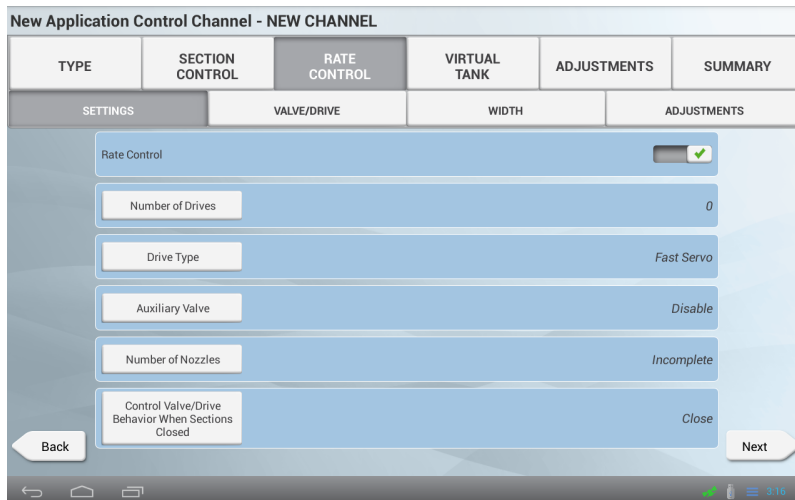 New Application Control Channel - NEW CHANNEL
TYPE
SECTION
CONTROL
RATE
CONTROL
VIRTUAL
TANK
ADJUSTMENTS
SUMMARY
SETTINGS
VALVE/DRIVE
WIDTH
ADJUSTMENTS
Rate Control
Number of Drives
0
Drive Type
Fast Servo
Auxiliary Valve
Disable
Number of Nozzles
Incomplete
Control Valve/Drive
Behavior When Sections
Closed
Close
Back
Next
3:16